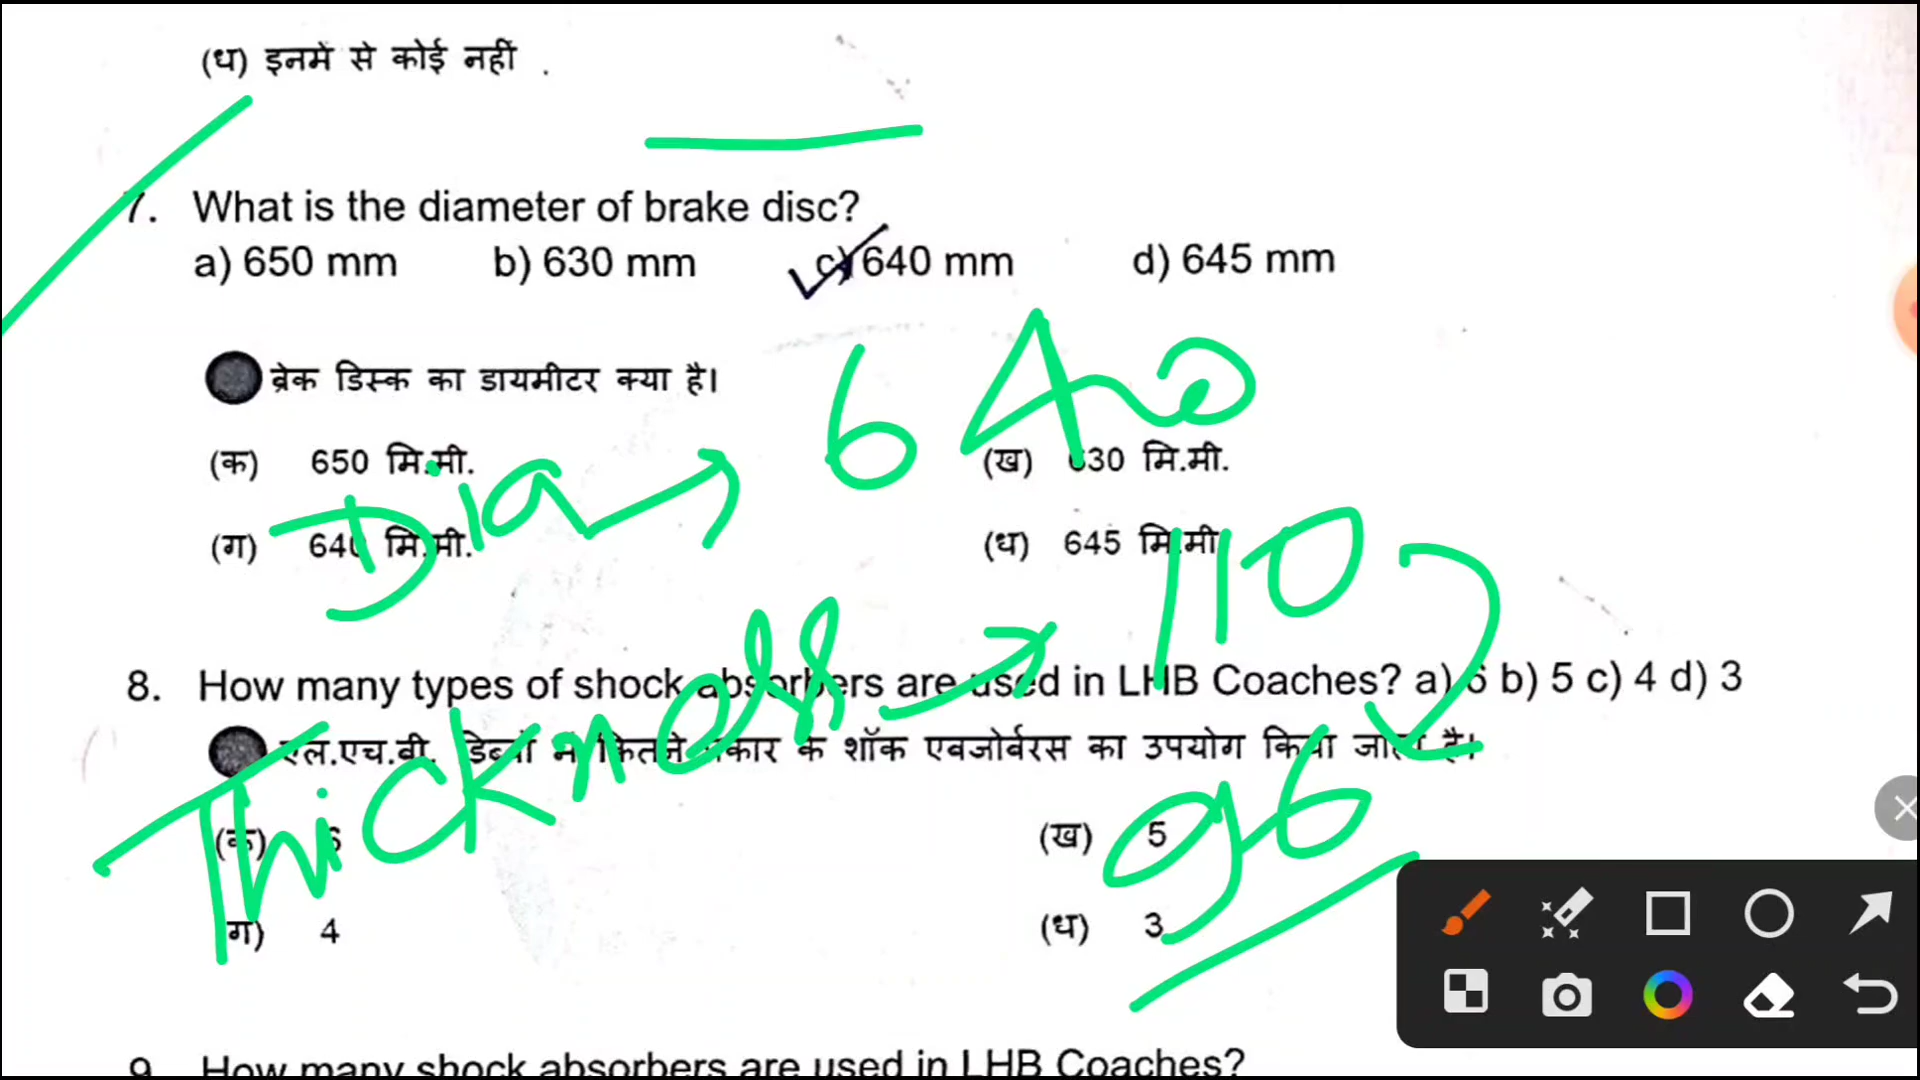 (ध) इनमे से कोई नहीं .
7. What is the diameter of brake disc?
a) 650 mm b) 630 mm c) 640 mm d) 645 mm
ब्रेक डिस्क का डायमीटर क्या है।
640
(क) 650 मि.मी. (ख) 630 मि.मी.
Dia →
(ग) 640 मि.मी. (ध) 645 मि.मी
110
8. How many types of shock absorbers are used in LHB Coaches? a) 6 b) 5 c) 4 d) 3
एल.एच.बी. डिब्बों में कितने प्रकार के शॉक एबजोर्बरस का उपयोग किया जाता है।
Thickness →
96
(क) 6 (ख) 5
(ग) 4 (ध) 3
9. How many shock absorbers are used in LHB Coaches?